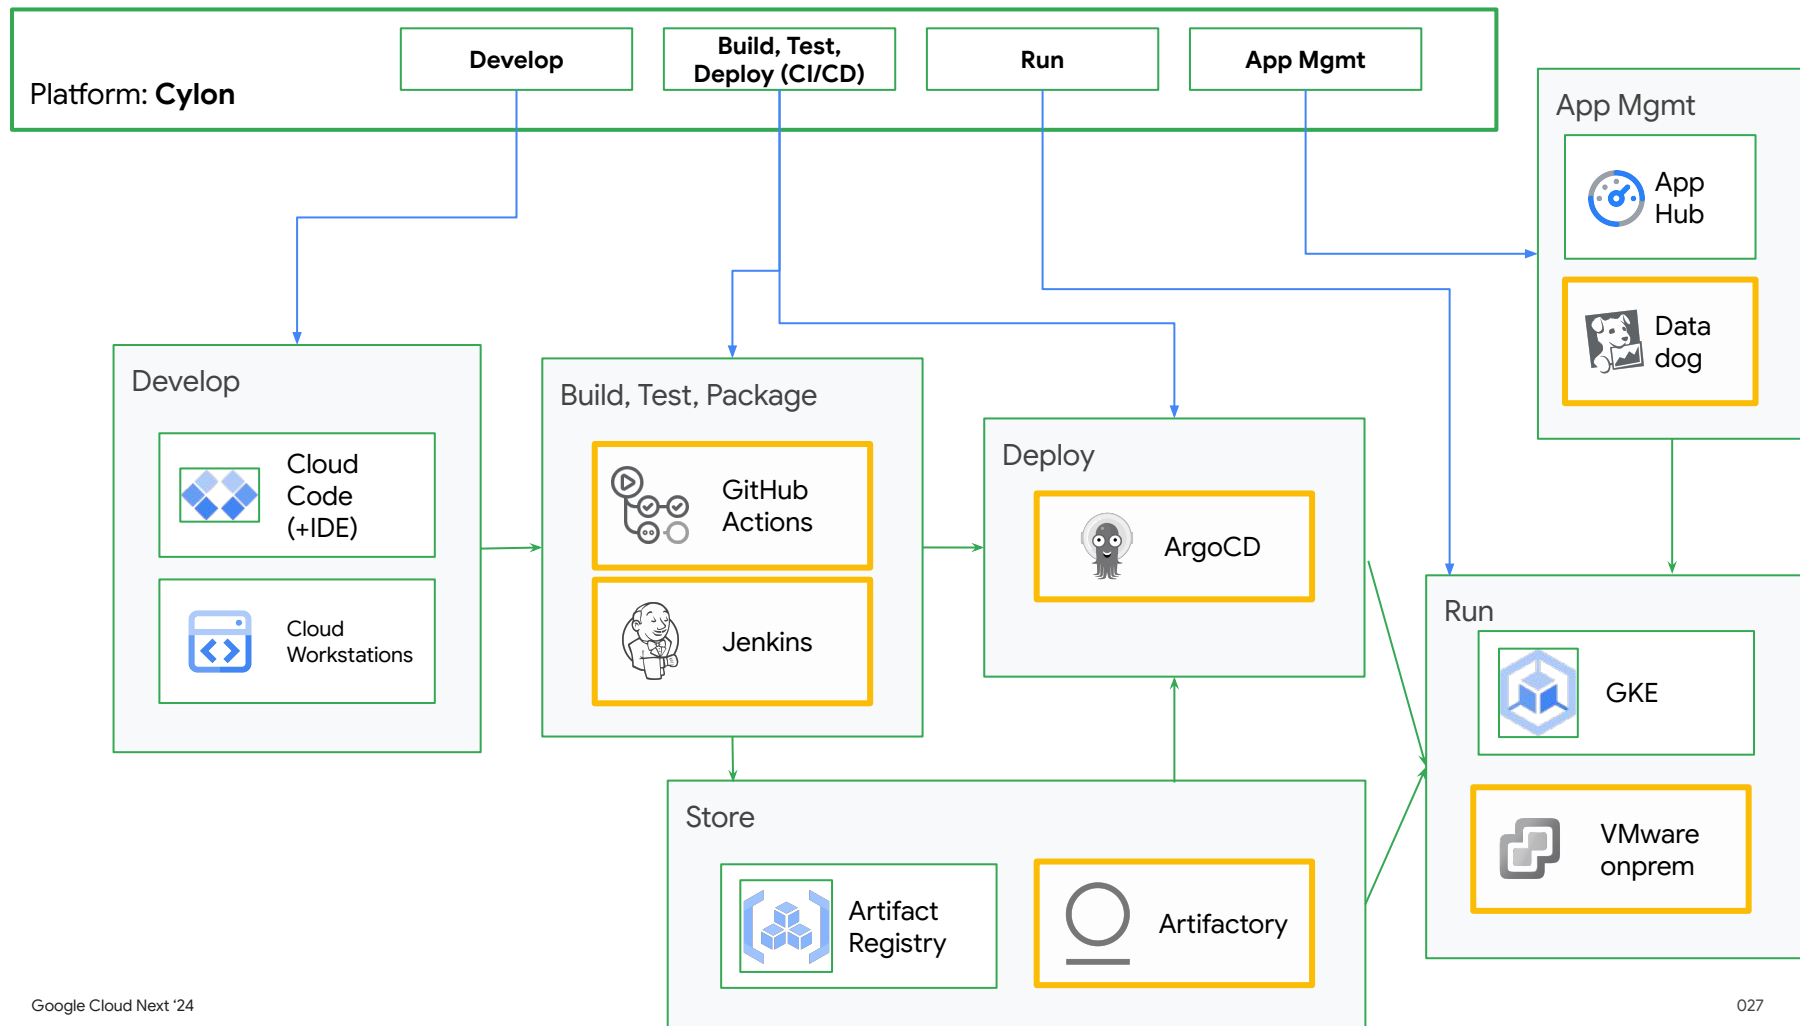 Platform: Cylon
Develop
Build, Test,
Deploy (CI/CD)
Run
App Mgmt
App Mgmt
App
Hub
Data
dog
Develop
Cloud
Code
(+IDE)
Cloud
Workstations
Build, Test, Package
GitHub
Actions
Jenkins
Deploy
ArgoCD
Run
GKE
VMware
onprem
Store
Artifact
Registry
Artifactory
Google Cloud Next ‘24
027